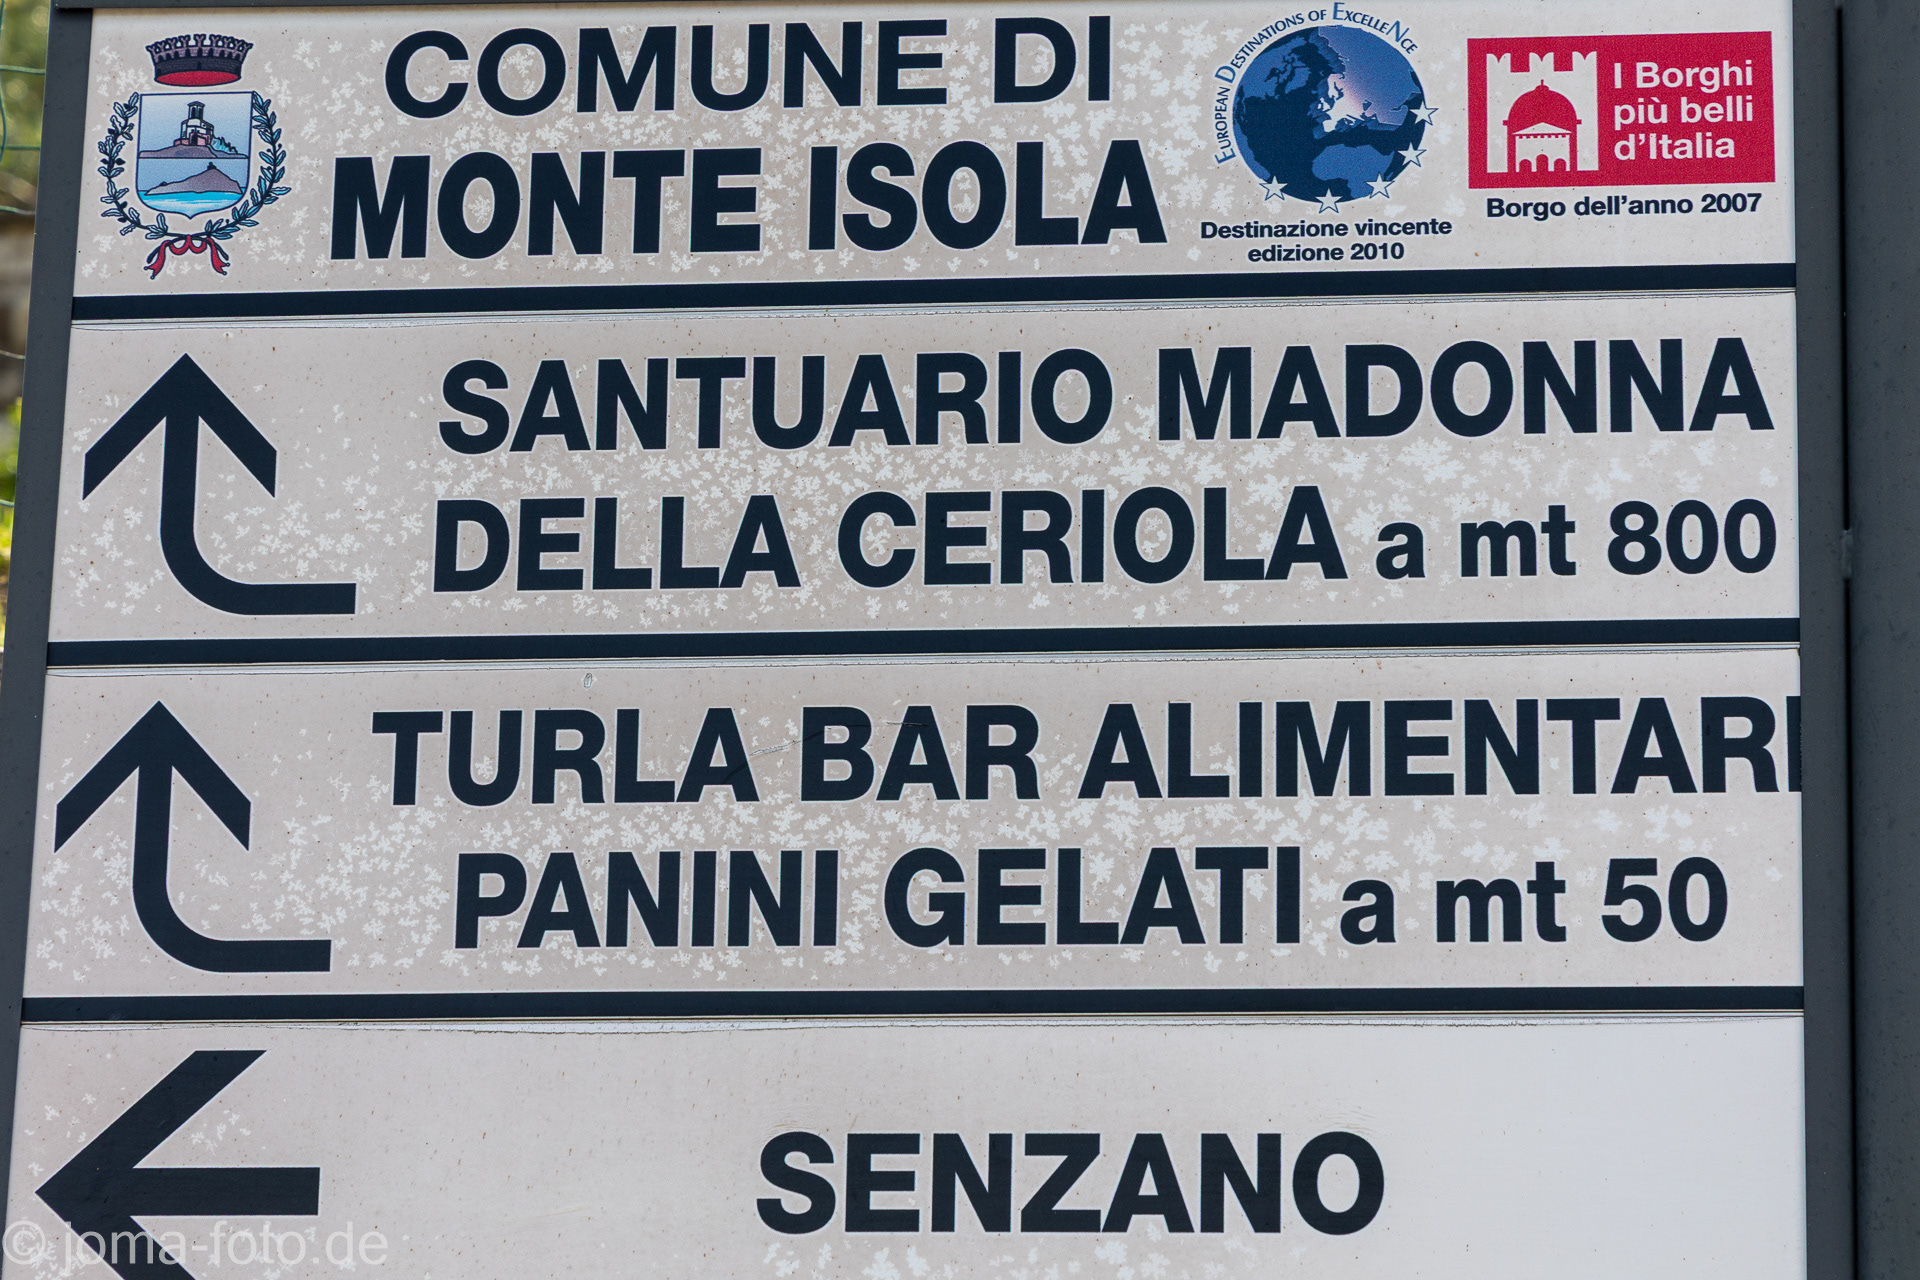 COMUNE DI
MONTE ISOLA
EUROPEAN DESTINATIONS OF EXCELLENCE
Destinazione vincente
edizione 2010
I Borghi
più belli
d'Italia
Borgo dell'anno 2007
SANTUARIO MADONNA
DELLA CERIOLA a mt 800
TURLA BAR ALIMENTARI
PANINI GELATI a mt 50
SENZANO
© joma-foto.de